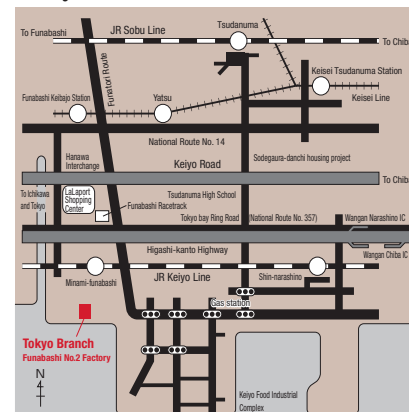 Tsudanuma
To Funabashi
JR Sobu Line
To Chiba
Funatori Route
Keisei Tsudanuma Station
Funabashi Keibajo Station
Yatsu
Keisei Line
National Route No. 14
Hanawa
Interchange
Keiyo Road
Sodegaura-danchi housing project
To Chiba
To Ichikawa
and Tokyo
LaLaport
Shopping
Center
Tsudanuma High School
Funabashi Racetrack
Tokyo bay Ring Road (National Route No. 357)
Wangan Narashino IC
Higashi-kanto Highway
Wangan Chiba IC
JR Keiyo Line
Minami-funabashi
Shin-narashino
Gas station
Tokyo Branch
Funabashi No.2 Factory
N
4
Keiyo Food Industrial
Complex